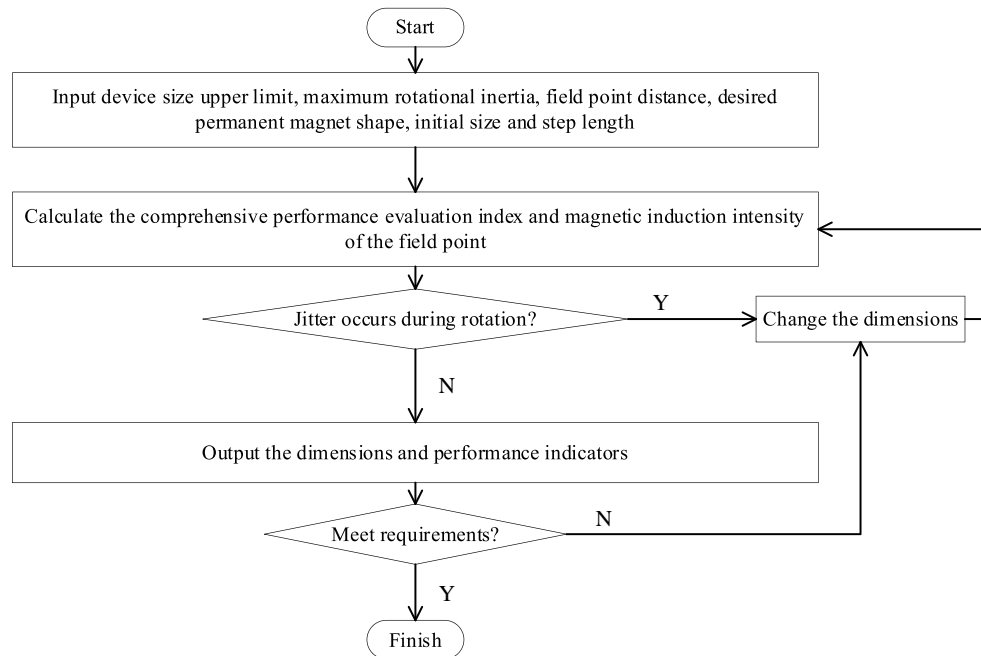 Start
Input device size upper limit, maximum rotational inertia, field point distance, desired
permanent magnet shape, initial size and step length
Calculate the comprehensive performance evaluation index and magnetic induction intensity
of the field point
Jitter occurs during rotation?
Y
Change the dimensions
N
Output the dimensions and performance indicators
Meet requirements?
N
Y
Finish